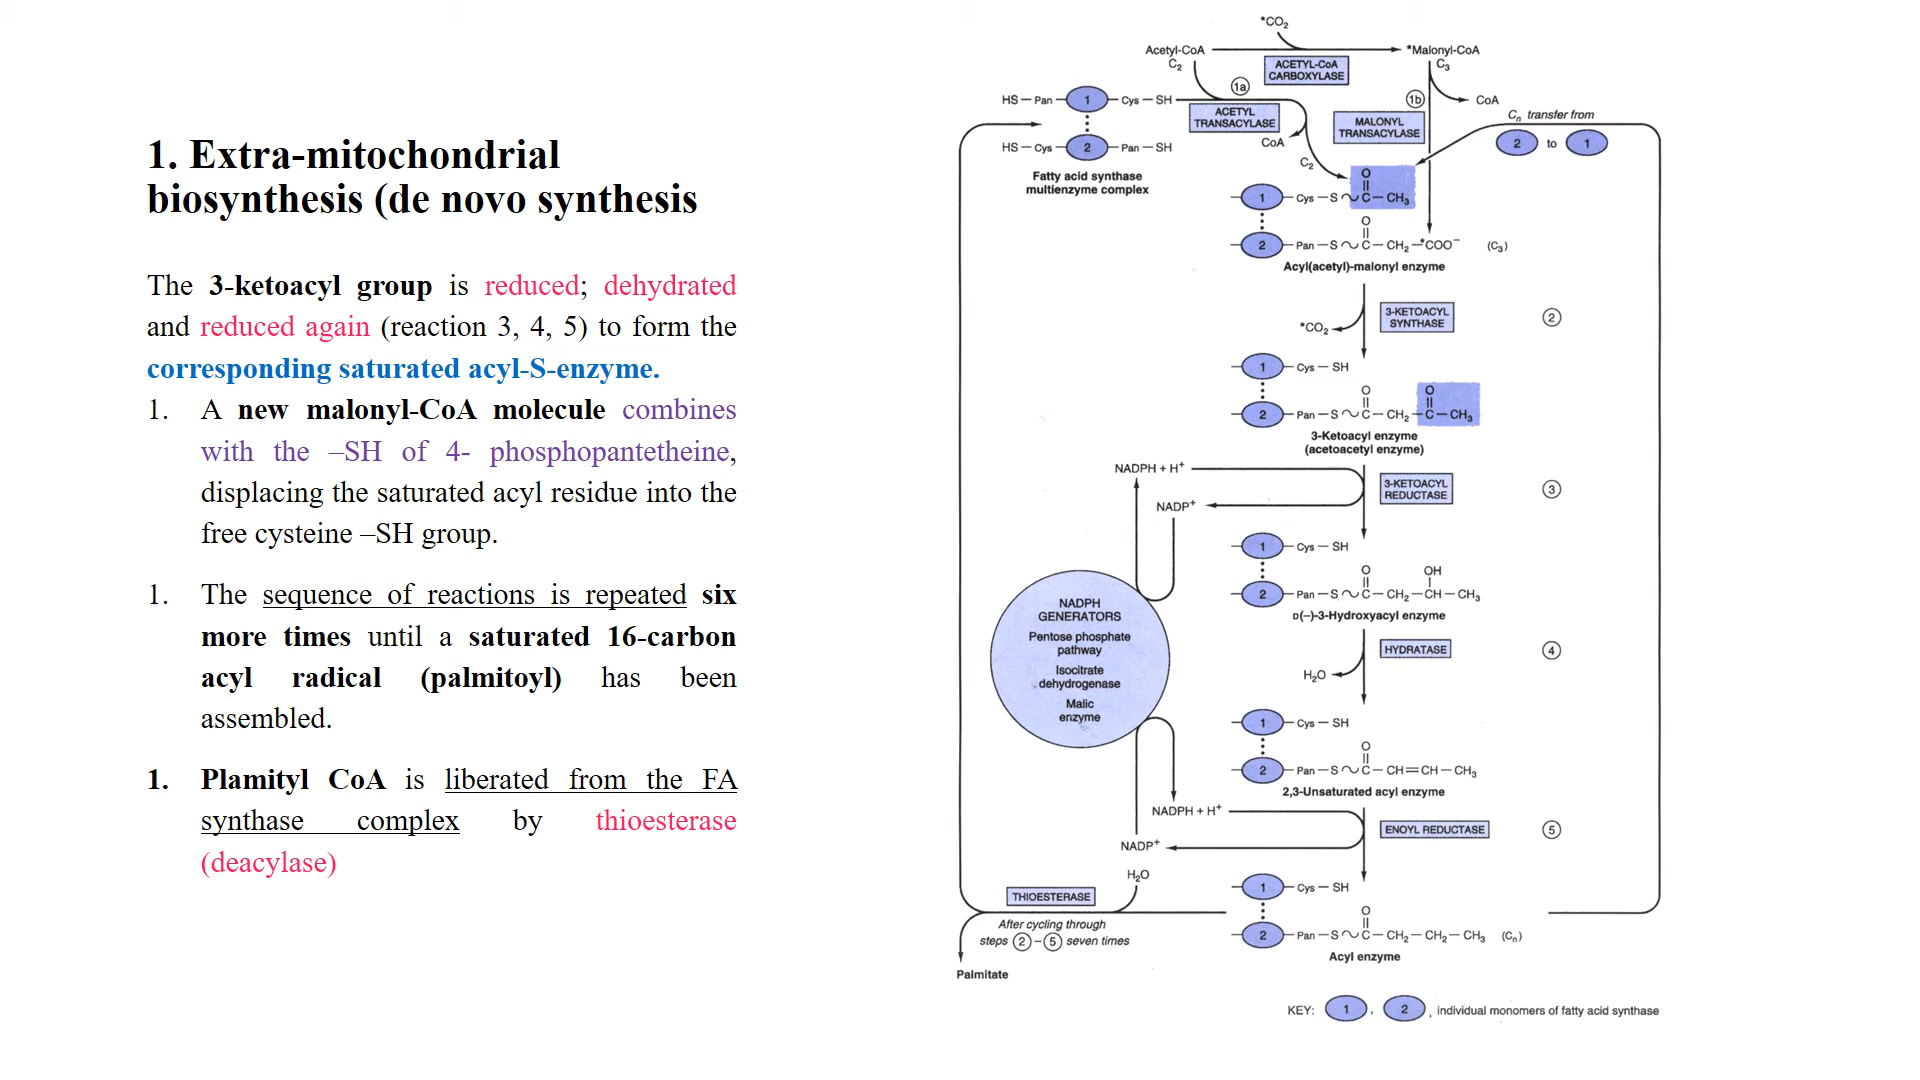 1. Extra-mitochondrial
biosynthesis (de novo synthesis
The 3-ketoacyl group is reduced; dehydrated
and reduced again (reaction 3, 4, 5) to form the
corresponding saturated acyl-S-enzyme.
1. A new malonyl-CoA molecule combines
with the –SH of 4- phosphopantetheine,
displacing the saturated acyl residue into the
free cysteine –SH group.
1. The sequence of reactions is repeated six
more times until a saturated 16-carbon
acyl radical (palmitoyl) has been
assembled.
1. Plamityl CoA is liberated from the FA
synthase complex by thioesterase
(deacylase)
*CO₂
Acetyl-CoA
C₂
*Malonyl-CoA
C₃
ACETYL-CoA
CARBOXYLASE
1a
1b
HS – Pan – 1 – Cys – SH
HS – Cys – 2 – Pan – SH
Fatty acid synthase
multienzyme complex
ACETYL
TRANSACYLASE
CoA
C₂
MALONYL
TRANSACYLASE
CoA
Cₙ transfer from
2 to 1
O
1 Cys – S ~ C – CH₃
O
2 Pan – S ~ C – CH₂ – *COO⁻ (C₃)
Acyl(acetyl)-malonyl enzyme
*CO₂
3-KETOACYL
SYNTHASE
2
1 Cys – SH
O O
2 Pan – S ~ C – CH₂ – C – CH₃
3-Ketoacyl enzyme
(acetoacetyl enzyme)
NADPH + H⁺
NADP⁺
3-KETOACYL
REDUCTASE
3
1 Cys – SH
O OH
2 Pan – S ~ C – CH₂ – CH – CH₃
D(–)-3-Hydroxyacyl enzyme
NADPH
GENERATORS
Pentose phosphate
pathway
Isocitrate
dehydrogenase
Malic
enzyme
HYDRATASE
4
H₂O
1 Cys – SH
O
2 Pan – S ~ C – CH = CH – CH₃
2,3-Unsaturated acyl enzyme
NADPH + H⁺
NADP⁺
ENOYL REDUCTASE
5
H₂O
THIOESTERASE
After cycling through
steps 2 – 5 seven times
Palmitate
1 Cys – SH
O
2 Pan – S ~ C – CH₂ – CH₂ – CH₃ (Cₙ)
Acyl enzyme
KEY: 1 , 2 , individual monomers of fatty acid synthase